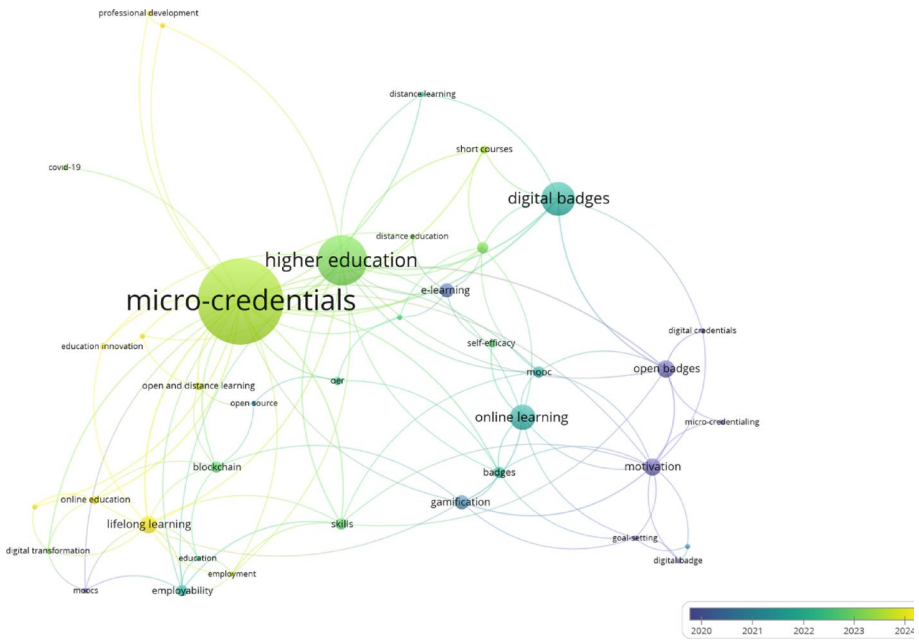 professional development
distance learning
short courses
covid-19
digital badges
distance education
higher education
e-learning
micro-credentials
digital credentials
education innovation
self-efficacy
open badges
mooc
oer
open and distance learning
open source
online learning
micro-credentialing
blockchain
badges
motivation
online education
gamification
lifelong learning
skills
goal-setting
digital transformation
education
digital badge
employment
moocs
employability
2020
2021
2022
2023
2024